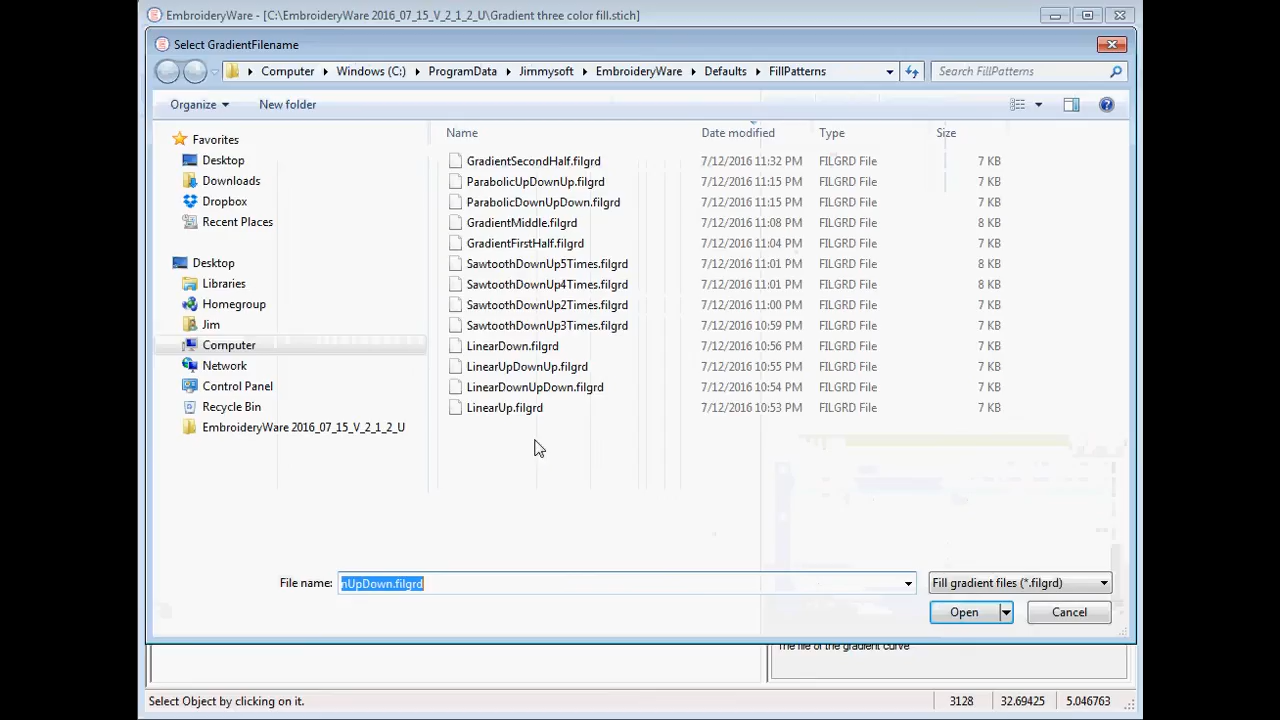 EmbroideryWare - [C:\EmbroideryWare 2016_07_15_V_2_1_2_U\Gradient three color fill.stich]
Select GradientFilename
Computer Windows (C:) ProgramData Jimmysoft EmbroideryWare Defaults FillPatterns Search FillPatterns
Organize New folder
Name Date modified Type Size
Favorites
Desktop
Downloads
Dropbox
Recent Places
Desktop
Libraries
Homegroup
Jim
Computer
Network
Control Panel
Recycle Bin
EmbroideryWare 2016_07_15_V_2_1_2_U
GradientSecondHalf.filgrd 7/12/2016 11:32 PM FILGRD File 7 KB
ParabolicUpDownUp.filgrd 7/12/2016 11:15 PM FILGRD File 7 KB
ParabolicDownUpDown.filgrd 7/12/2016 11:15 PM FILGRD File 7 KB
GradientMiddle.filgrd 7/12/2016 11:08 PM FILGRD File 8 KB
GradientFirstHalf.filgrd 7/12/2016 11:04 PM FILGRD File 7 KB
SawtoothDownUp5Times.filgrd 7/12/2016 11:01 PM FILGRD File 8 KB
SawtoothDownUp4Times.filgrd 7/12/2016 11:01 PM FILGRD File 8 KB
SawtoothDownUp2Times.filgrd 7/12/2016 11:00 PM FILGRD File 7 KB
SawtoothDownUp3Times.filgrd 7/12/2016 10:59 PM FILGRD File 7 KB
LinearDown.filgrd 7/12/2016 10:56 PM FILGRD File 7 KB
LinearUpDownUp.filgrd 7/12/2016 10:55 PM FILGRD File 7 KB
LinearDownUpDown.filgrd 7/12/2016 10:54 PM FILGRD File 7 KB
LinearUp.filgrd 7/12/2016 10:53 PM FILGRD File 7 KB
File name: nUpDown.filgrd Fill gradient files (*.filgrd)
Open Cancel
The file of the gradient curve
Select Object by clicking on it. 3128 32.69425 5.046763